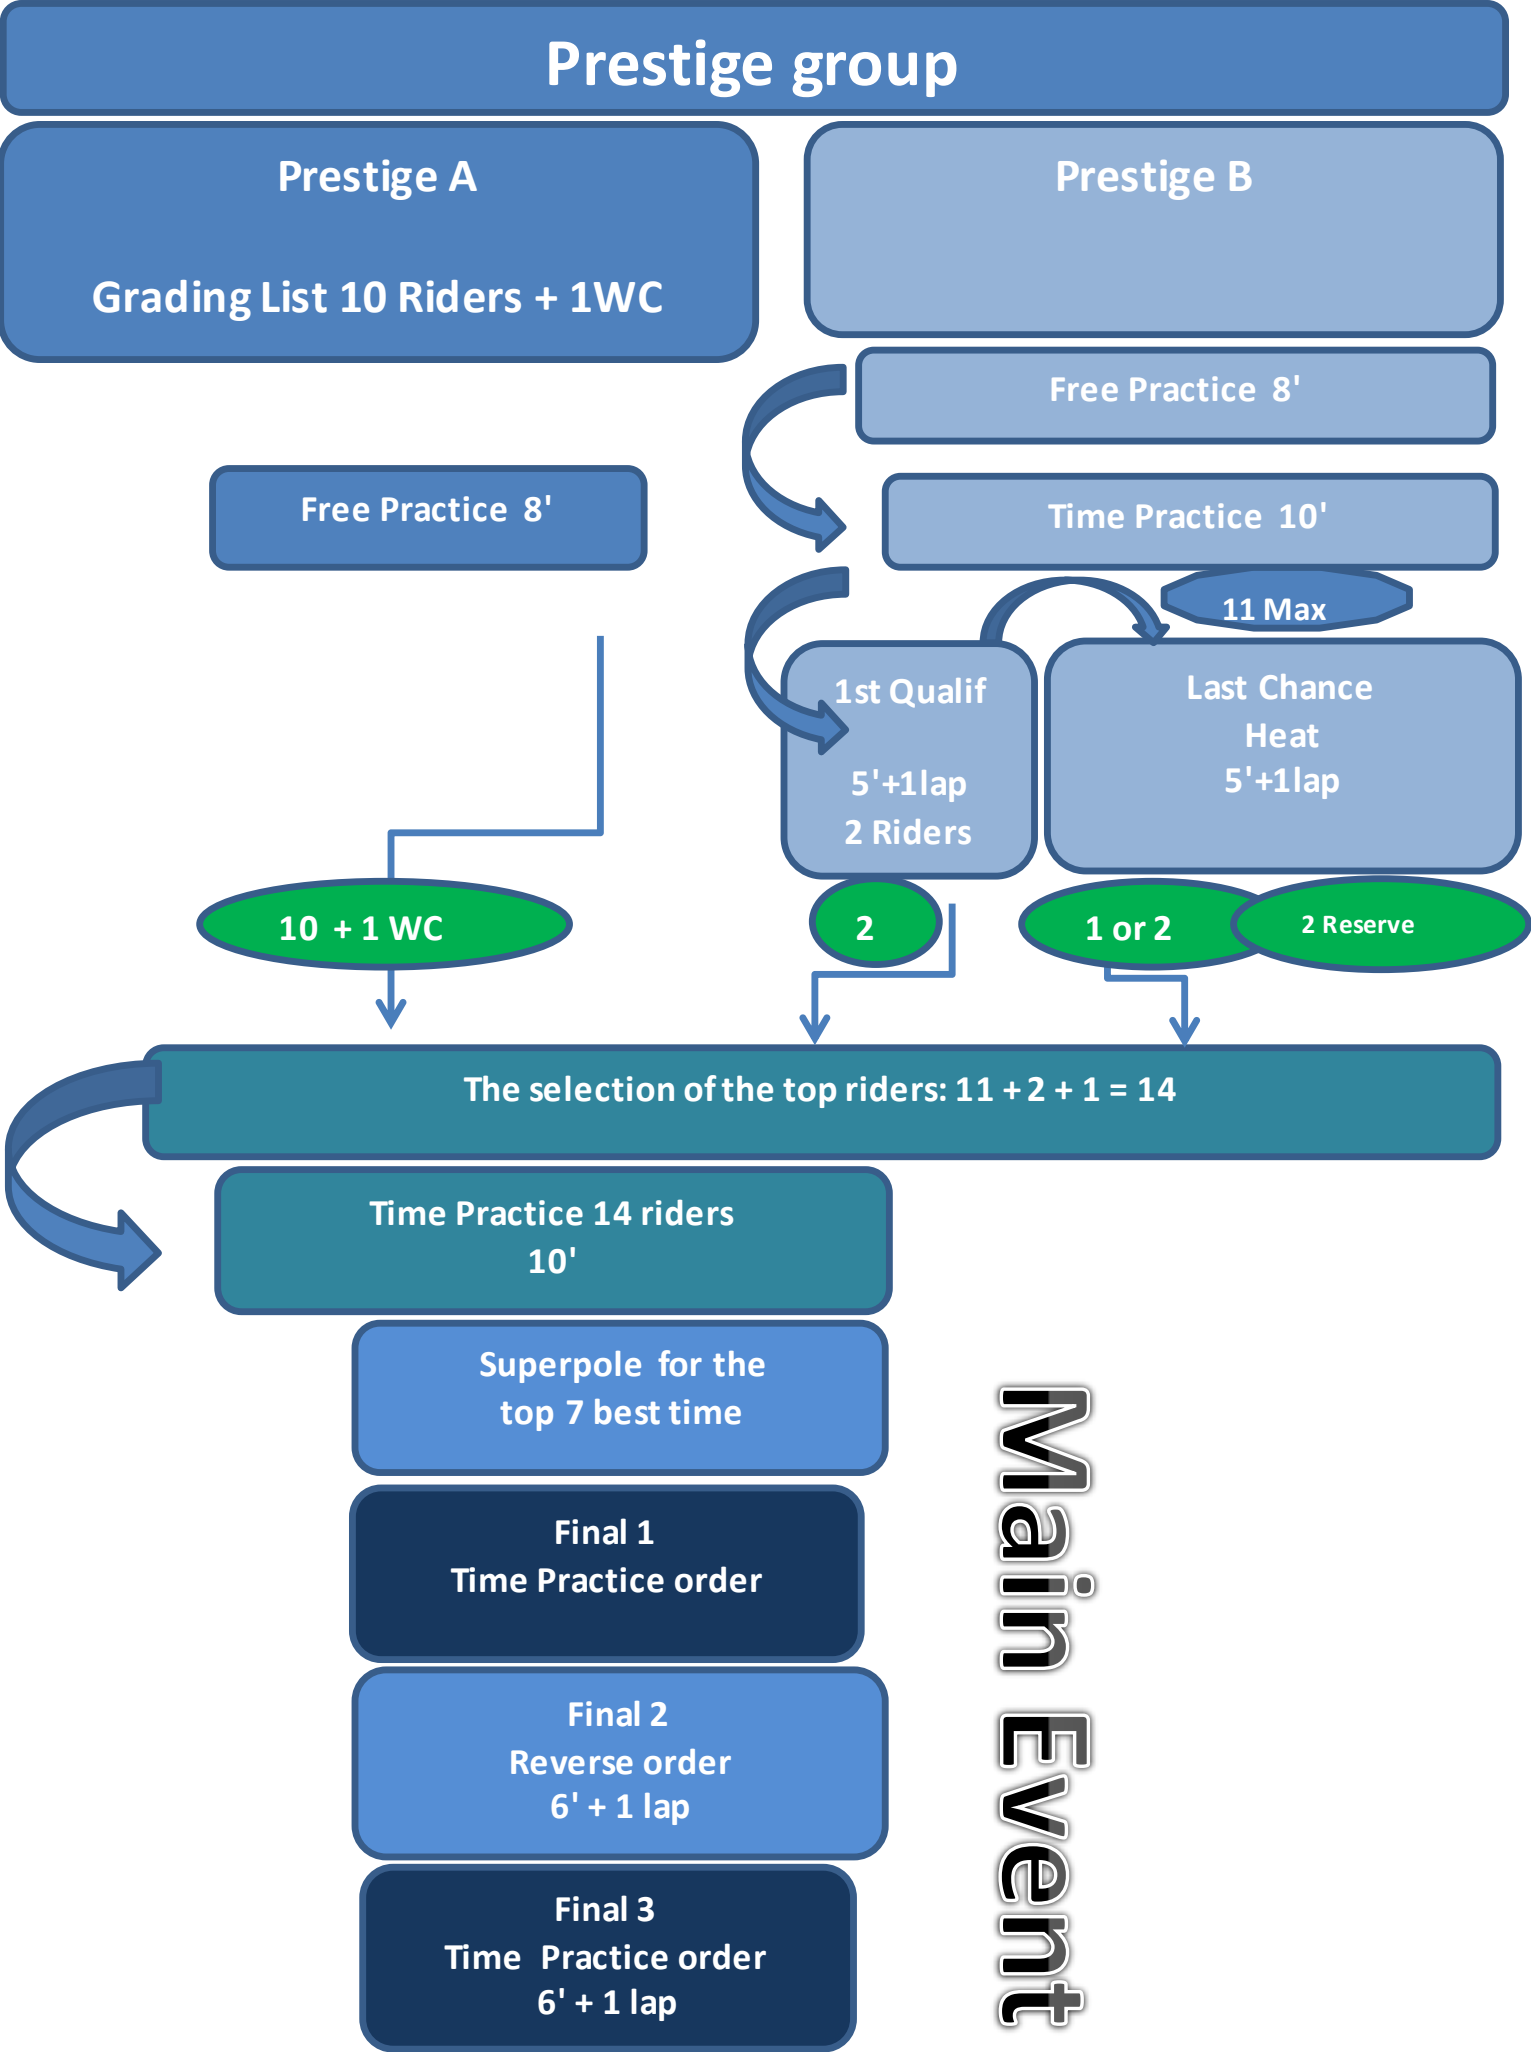 Prestige group
Prestige A
Grading List 10 Riders + 1WC
Prestige B
Free Practice 8'
Free Practice 8'
Time Practice 10'
11 Max
1st Qualif
5'+1lap
2 Riders
Last Chance
Heat
5'+1lap
10 + 1 WC
2
1 or 2
2 Reserve
The selection of the top riders: 11 + 2 + 1 = 14
Time Practice 14 riders
10'
Superpole for the
top 7 best time
Final 1
Time Practice order
Final 2
Reverse order
6' + 1 lap
Final 3
Time Practice order
6' + 1 lap
Main Event